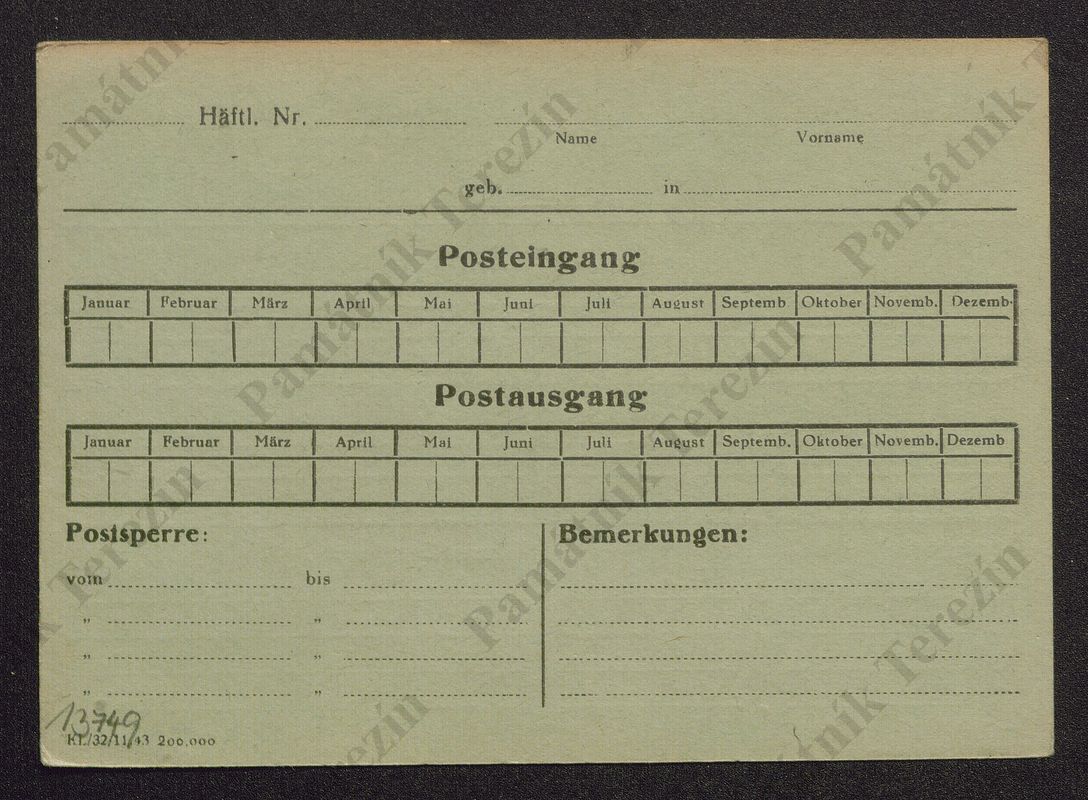 Häftl. Nr.
Name Vorname
geb. in
Posteingang
Januar Februar März April Mai Juni Juli August Septemb Oktober Novemb. Dezemb.
Postausgang
Januar Februar März April Mai Juni Juli August Septemb. Oktober Novemb. Dezemb
Postsperre: Bemerkungen:
vom bis
„ „
„ „
„ „
13749
KL/32/11/43 200.000
Památník Terezín